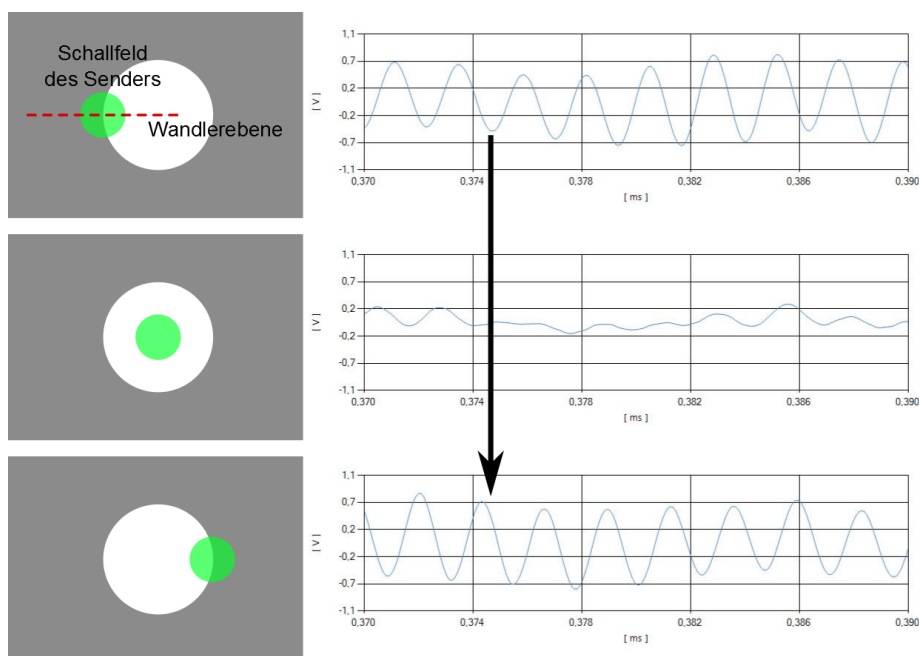 Schallfeld
des Senders
Wandlerebene
1,1
0,7
0,2
-0,2
-0,7
-1,1
[ V ]
0,370 0,374 0,378 0,382 0,386 0,390
[ ms ]
1,1
0,7
0,2
-0,2
-0,7
-1,1
[ V ]
0,370 0,374 0,378 0,382 0,386 0,390
[ ms ]
1,1
0,7
0,2
-0,2
-0,7
-1,1
[ V ]
0,370 0,374 0,378 0,382 0,386 0,390
[ ms ]